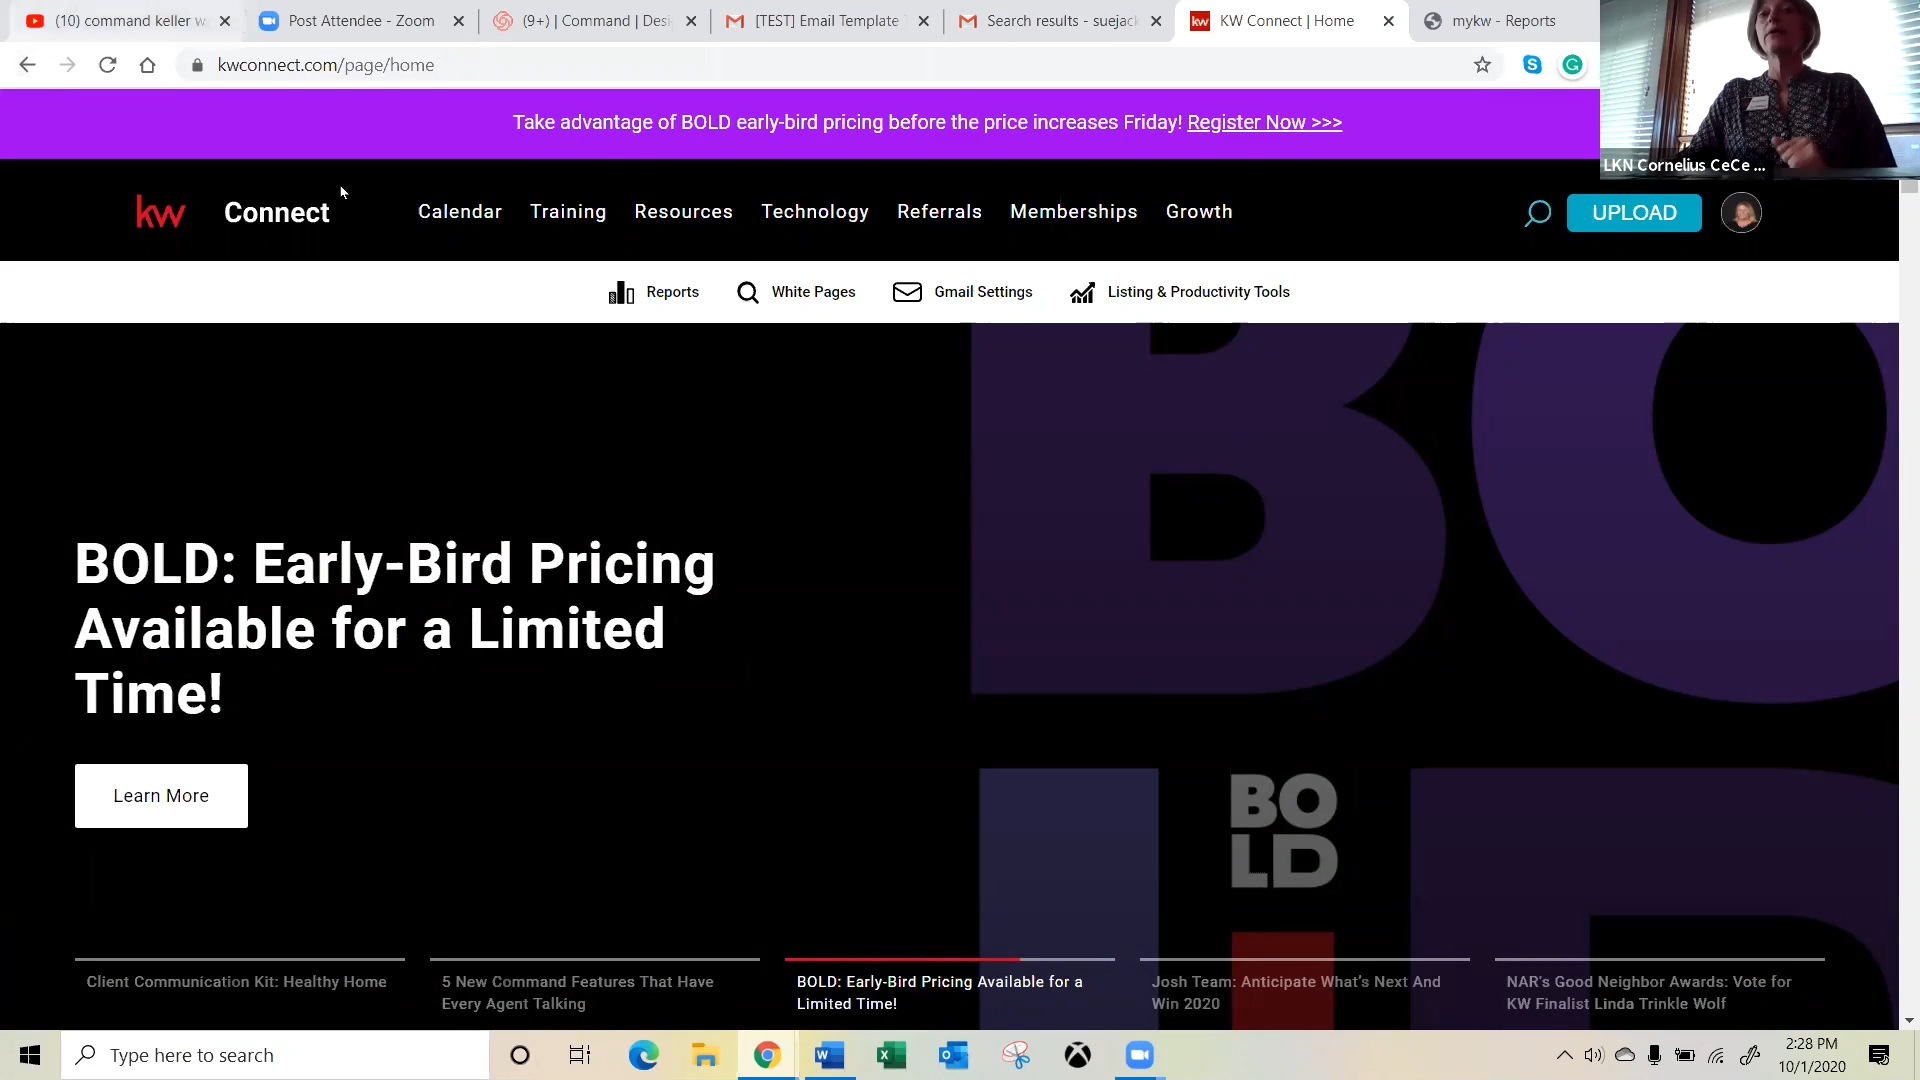 (10) command keller w
Post Attendee - Zoom
(9+) | Command | Desi
[TEST] Email Template
Search results - suejack
KW Connect | Home
mykw - Reports
kwconnect.com/page/home
Take advantage of BOLD early-bird pricing before the price increases Friday! Register Now >>>
LKN Cornelius CeCe ...
kw Connect
Calendar
Training
Resources
Technology
Referrals
Memberships
Growth
UPLOAD
Reports
White Pages
Gmail Settings
Listing & Productivity Tools
BOLD: Early-Bird Pricing
Available for a Limited
Time!
Learn More
BO
BO
LD
Client Communication Kit: Healthy Home
5 New Command Features That Have
Every Agent Talking
BOLD: Early-Bird Pricing Available for a
Limited Time!
Josh Team: Anticipate What's Next And
Win 2020
NAR's Good Neighbor Awards: Vote for
KW Finalist Linda Trinkle Wolf
Type here to search
2:28 PM
10/1/2020